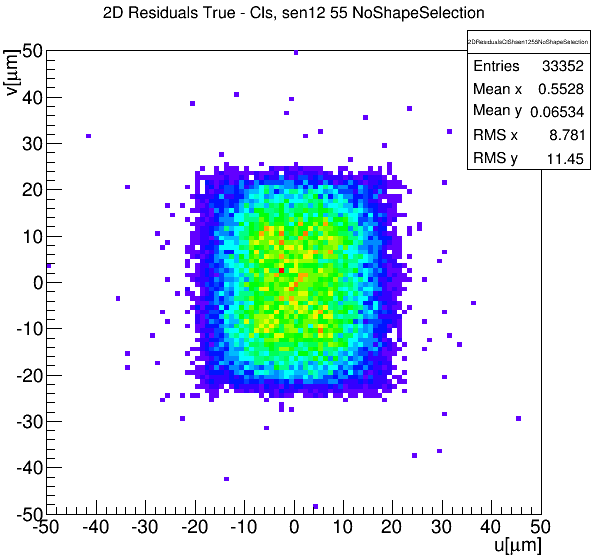 2D Residuals True - Cls, sen12 55 NoShapeSelection
2DResidualsClShsen1255NoShapeSelection
Entries 33352
Mean x 0.5528
Mean y 0.06534
RMS x 8.781
RMS y 11.45
v[μm]
50
40
30
20
10
0
-10
-20
-30
-40
-50
-50 -40 -30 -20 -10 0 10 20 30 40 50
u[μm]